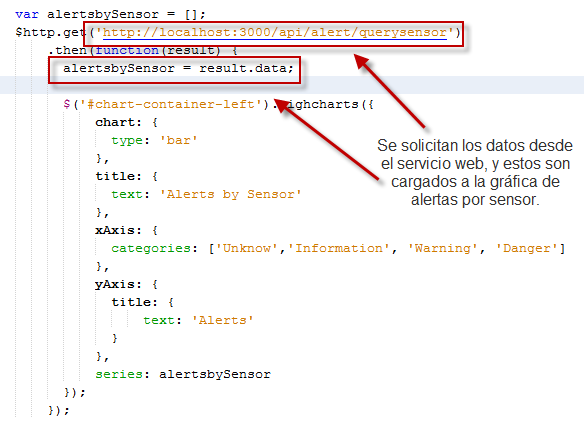 var alertsbySensor = [];
$http.get('http://localhost:3000/api/alert/querysensor')
.then(function(result) {
alertsbySensor = result.data;
$('#chart-container-left').highcharts({
chart: {
type: 'bar'
},
title: {
text: 'Alerts by Sensor'
},
xAxis: {
categories: ['Unknow','Information', 'Warning', 'Danger']
},
yAxis: {
title: {
text: 'Alerts'
}
},
series: alertsbySensor
});
});
Se solicitan los datos desde
el servicio web, y estos son
cargados a la gráfica de
alertas por sensor.